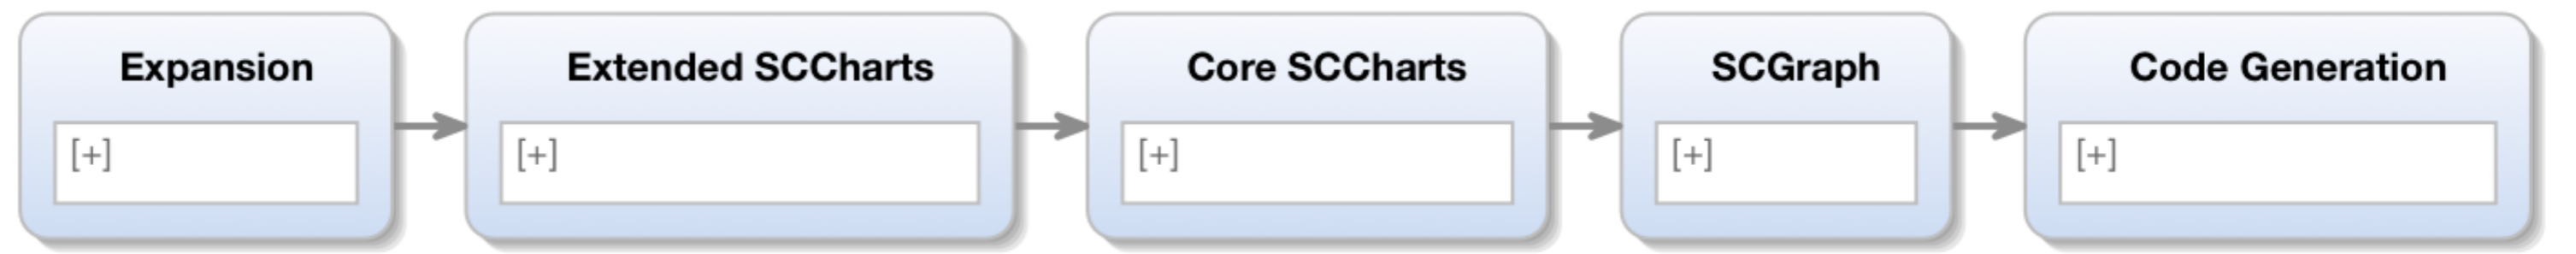 Expansion
[+]
Extended SCCharts
[+]
Core SCCharts
[+]
SCGraph
[+]
Code Generation
[+]